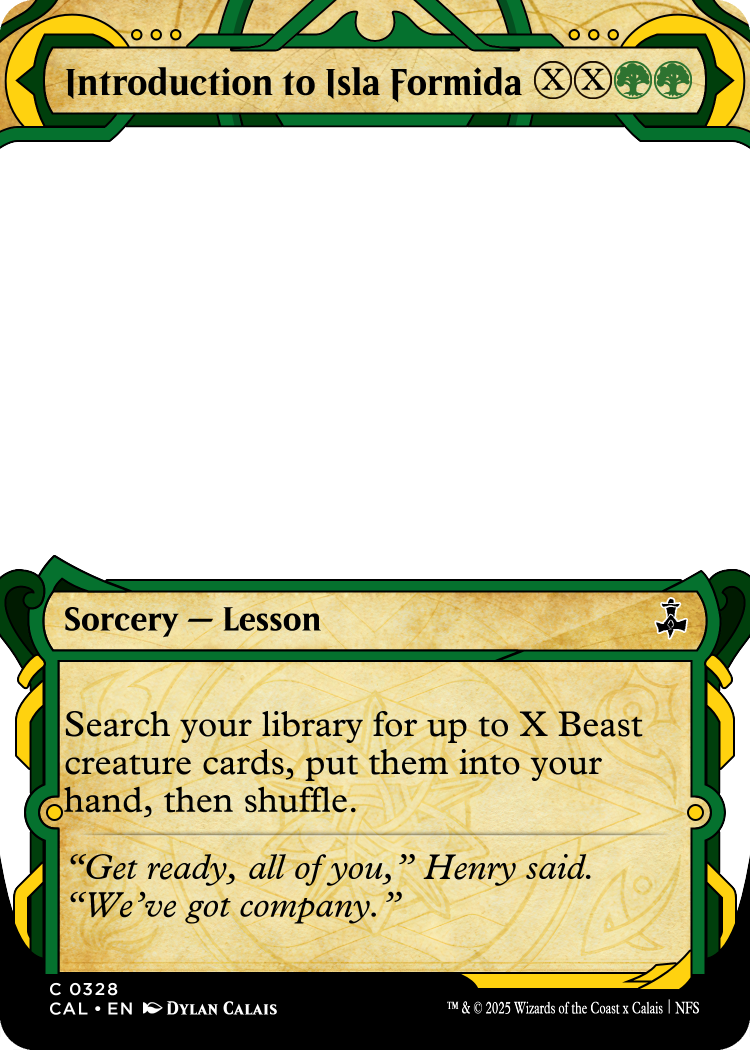 Introduction to Isla Formida X X
Sorcery — Lesson
Search your library for up to X Beast
creature cards, put them into your
hand, then shuffle.
“Get ready, all of you,” Henry said.
“We’ve got company.”
C 0328
CAL • EN DYLAN CALAIS
™ & © 2025 Wizards of the Coast x Calais | NFS